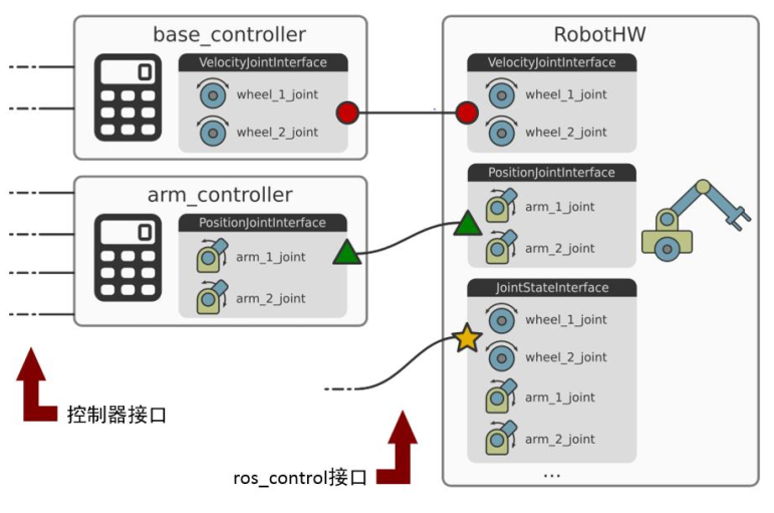 base_controller
0
VelocityJointInterface
wheel_1_joint
wheel_2_joint
arm_controller
0
PositionJointInterface
arm_1_joint
arm_2_joint
RobotHW
VelocityJointInterface
wheel_1_joint
wheel_2_joint
PositionJointInterface
arm_1_joint
arm_2_joint
JointStateInterface
wheel_1_joint
wheel_2_joint
arm_1_joint
arm_2_joint
...
控制器接口
ros_control接口